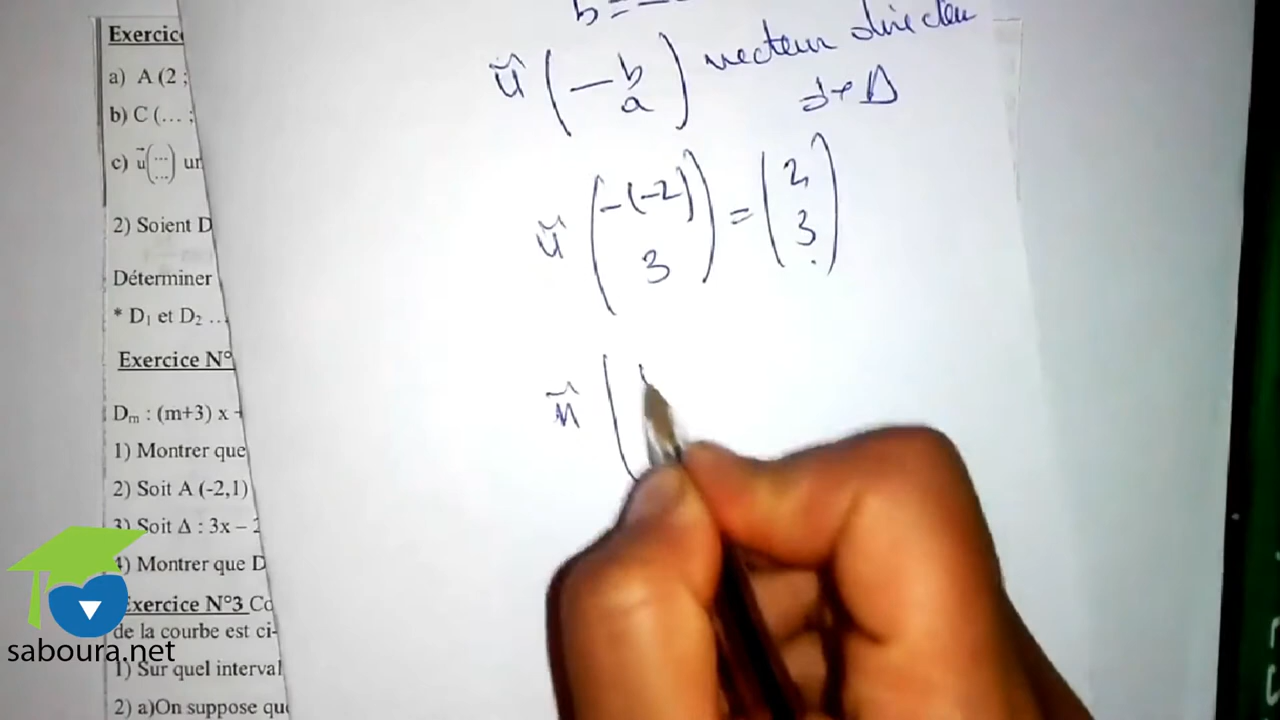 b =
Exercice
u⃗ (-b a) vecteur directeu
de Δ
a) A (2 ;
b) C (… ;
c) u⃗(… …) un
u⃗ (-(-2) 3) = (2 3)
2) Soient D
Déterminer
* D₁ et D₂ …
Exercice N°
Dₘ : (m+3) x
n⃗ (
1) Montrer que
2) Soit A (-2,1)
3) Soit Δ : 3x – 2
4) Montrer que D
Exercice N°3 Co
de la courbe est ci-
saboura.net
1) Sur quel interval
2) a)On suppose que